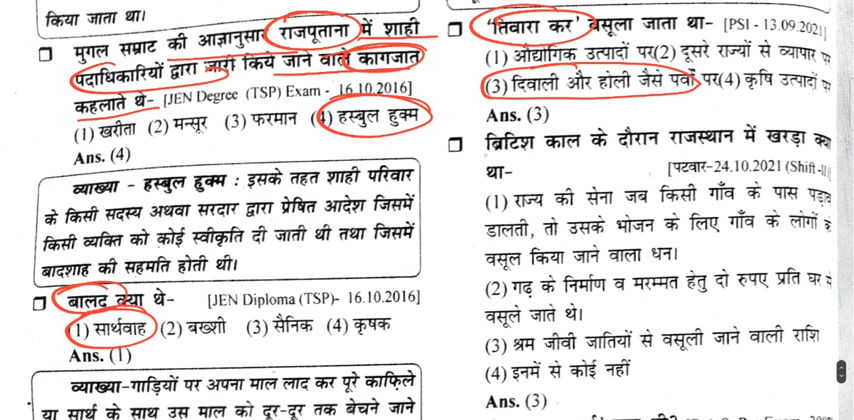 किया जाता था।
मुगल सम्राट की आज्ञानुसार राजपूताना में शाही
पदाधिकारियों द्वारा जारी किये जाने वाले कागजात
कहलाते थे- [JEN Degree (TSP) Exam - 16.10.2016]
(1) खरीता (2) मन्सूर (3) फरमान (4) हस्बुल हुक्म
Ans. (4)
व्याख्या - हस्बुल हुक्म : इसके तहत शाही परिवार
के किसी सदस्य अथवा सरदार द्वारा प्रेषित आदेश जिसमें
किसी व्यक्ति को कोई स्वीकृति दी जाती थी तथा जिसमें
बादशाह की सहमति होती थी।
बालद क्या थे- [JEN Diploma (TSP)- 16.10.2016]
(1) सार्थवाह (2) बख्शी (3) सैनिक (4) कृषक
Ans. (1)
व्याख्या-गाड़ियों पर अपना माल लाद कर पूरे काफिले
या सार्थ के साथ उस माल को दूर-दूर तक बेचने जाने
'तिवारा कर' वसूला जाता था- [PSI - 13.09.2021]
(1) औद्योगिक उत्पादों पर(2) दूसरे राज्यों से व्यापार पर
(3) दिवाली और होली जैसे पर्वों पर(4) कृषि उत्पादों पर
Ans. (3)
ब्रिटिश काल के दौरान राजस्थान में खरड़ा क्या
था- [पटवार-24.10.2021 (Shift -II)]
(1) राज्य की सेना जब किसी गाँव के पास पड़ाव
डालती, तो उसके भोजन के लिए गाँव के लोगों से
वसूल किया जाने वाला धन।
(2) गढ़ के निर्माण व मरम्मत हेतु दो रुपए प्रति घर से
वसूले जाते थे।
(3) श्रम जीवी जातियों से वसूली जाने वाली राशि
(4) इनमें से कोई नहीं
Ans. (3)